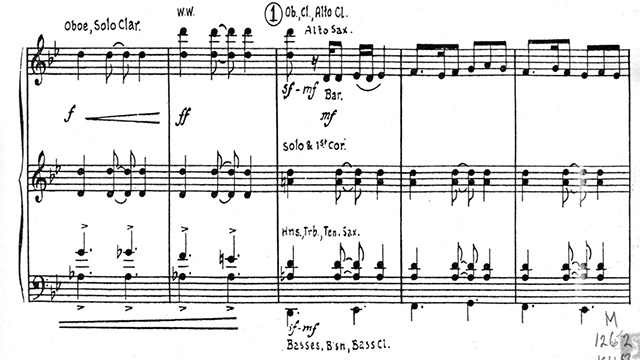 Oboe, Solo Clar.
W.W.
1 Ob., Cl., Alto Cl.
Alto Sax.
f
ff
sf-mf
Bar.
mf
Solo & 1st Cor.
Hns., Trb., Ten. Sax.
sf-mf
Basses, B'sn, Bass Cl.
M
1262